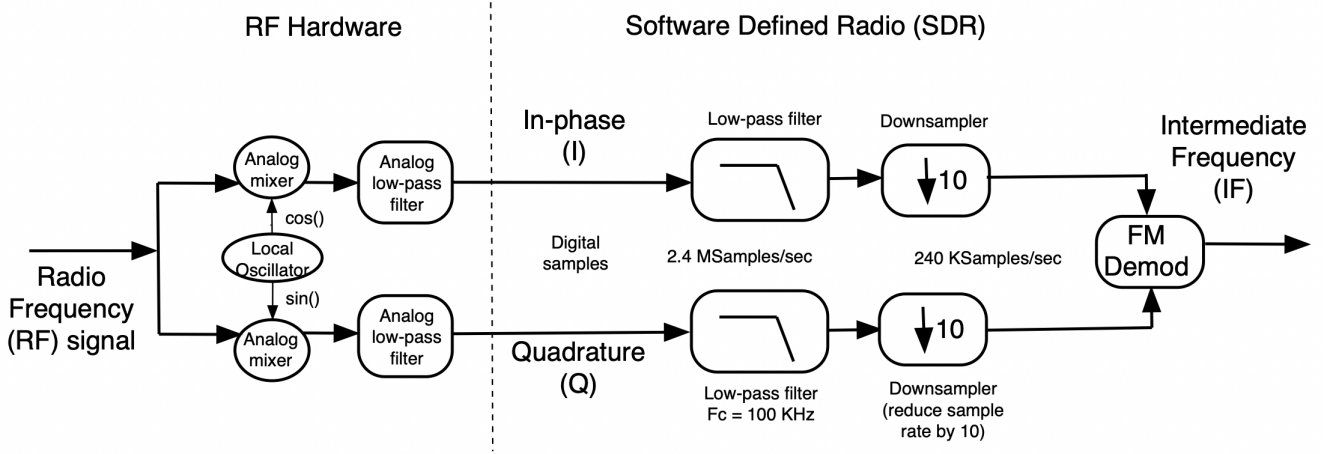 RF Hardware
Software Defined Radio (SDR)
In-phase
(I)
Low-pass filter
Downsampler
Intermediate
Frequency
(IF)
Analog
mixer
Analog
low-pass
filter
10
cos()
Local
Oscillator
sin()
Digital
samples
2.4 MSamples/sec
240 KSamples/sec
FM
Demod
Radio
Frequency
(RF) signal
Analog
mixer
Analog
low-pass
filter
10
Quadrature
(Q)
Low-pass filter
Fc = 100 KHz
Downsampler
(reduce sample
rate by 10)